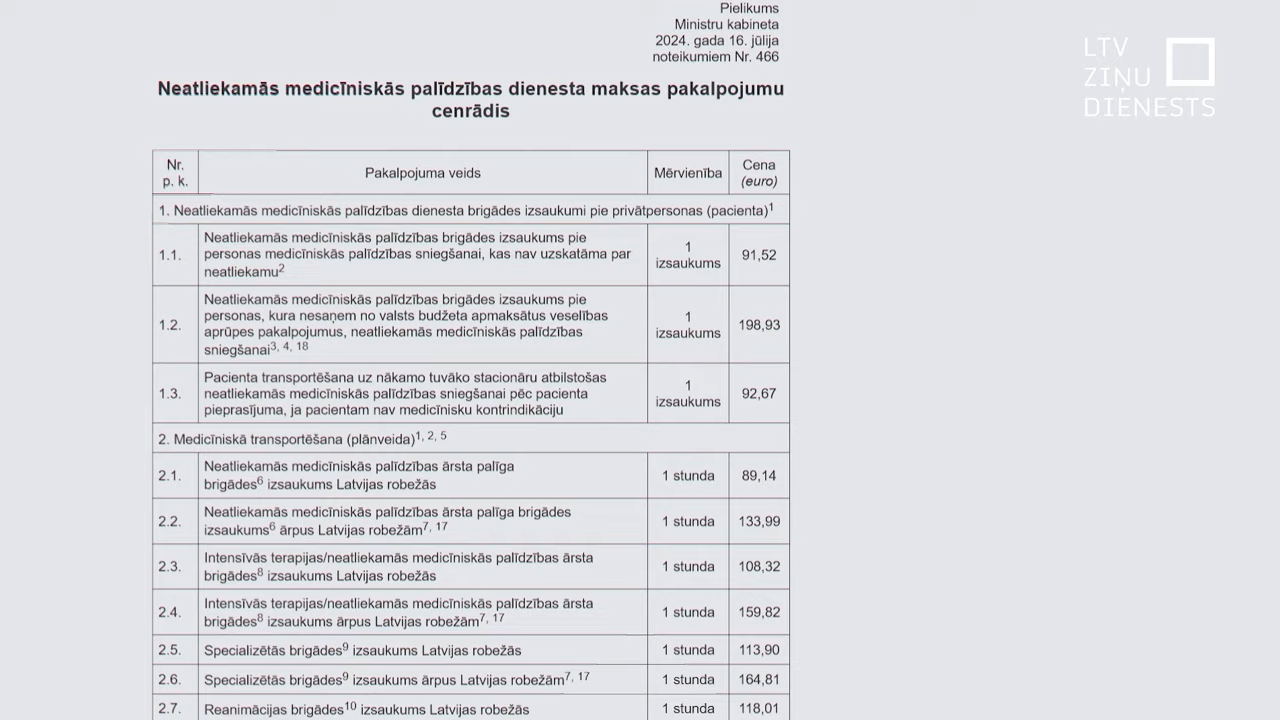 Pielikums
Ministru kabineta
2024. gada 16. jūlija
noteikumiem Nr. 466
LTV
ZIŅU
DIENESTS
Neatliekamās medicīniskās palīdzības dienesta maksas pakalpojumu
cenrādis
Nr.
p. k.
Pakalpojuma veids
Mērvienība
Cena
(euro)
1. Neatliekamās medicīniskās palīdzības dienesta brigādes izsaukumi pie privātpersonas (pacienta)1
1.1.
Neatliekamās medicīniskās palīdzības brigādes izsaukums pie
personas medicīniskās palīdzības sniegšanai, kas nav uzskatāma par
neatliekamu2
1
izsaukums
91,52
1.2.
Neatliekamās medicīniskās palīdzības brigādes izsaukums pie
personas, kura nesaņem no valsts budžeta apmaksātus veselības
aprūpes pakalpojumus, neatliekamās medicīniskās palīdzības
sniegšanai3, 4, 18
1
izsaukums
198,93
1.3.
Pacienta transportēšana uz nākamo tuvāko stacionāru atbilstošas
neatliekamās medicīniskās palīdzības sniegšanai pēc pacienta
pieprasījuma, ja pacientam nav medicīnisku kontrindikāciju
1
izsaukums
92,67
2. Medicīniskā transportēšana (plānveida)1, 2, 5
2.1.
Neatliekamās medicīniskās palīdzības ārsta palīga
brigādes6 izsaukums Latvijas robežās
1 stunda
89,14
2.2.
Neatliekamās medicīniskās palīdzības ārsta palīga brigādes
izsaukums6 ārpus Latvijas robežām7, 17
1 stunda
133,99
2.3.
Intensīvās terapijas/neatliekamās medicīniskās palīdzības ārsta
brigādes8 izsaukums Latvijas robežās
1 stunda
108,32
2.4.
Intensīvās terapijas/neatliekamās medicīniskās palīdzības ārsta
brigādes8 izsaukums ārpus Latvijas robežām7, 17
1 stunda
159,82
2.5.
Specializētās brigādes9 izsaukums Latvijas robežās
1 stunda
113,90
2.6.
Specializētās brigādes9 izsaukums ārpus Latvijas robežām7, 17
1 stunda
164,81
2.7.
Reanimācijas brigādes10 izsaukums Latvijas robežās
1 stunda
118,01